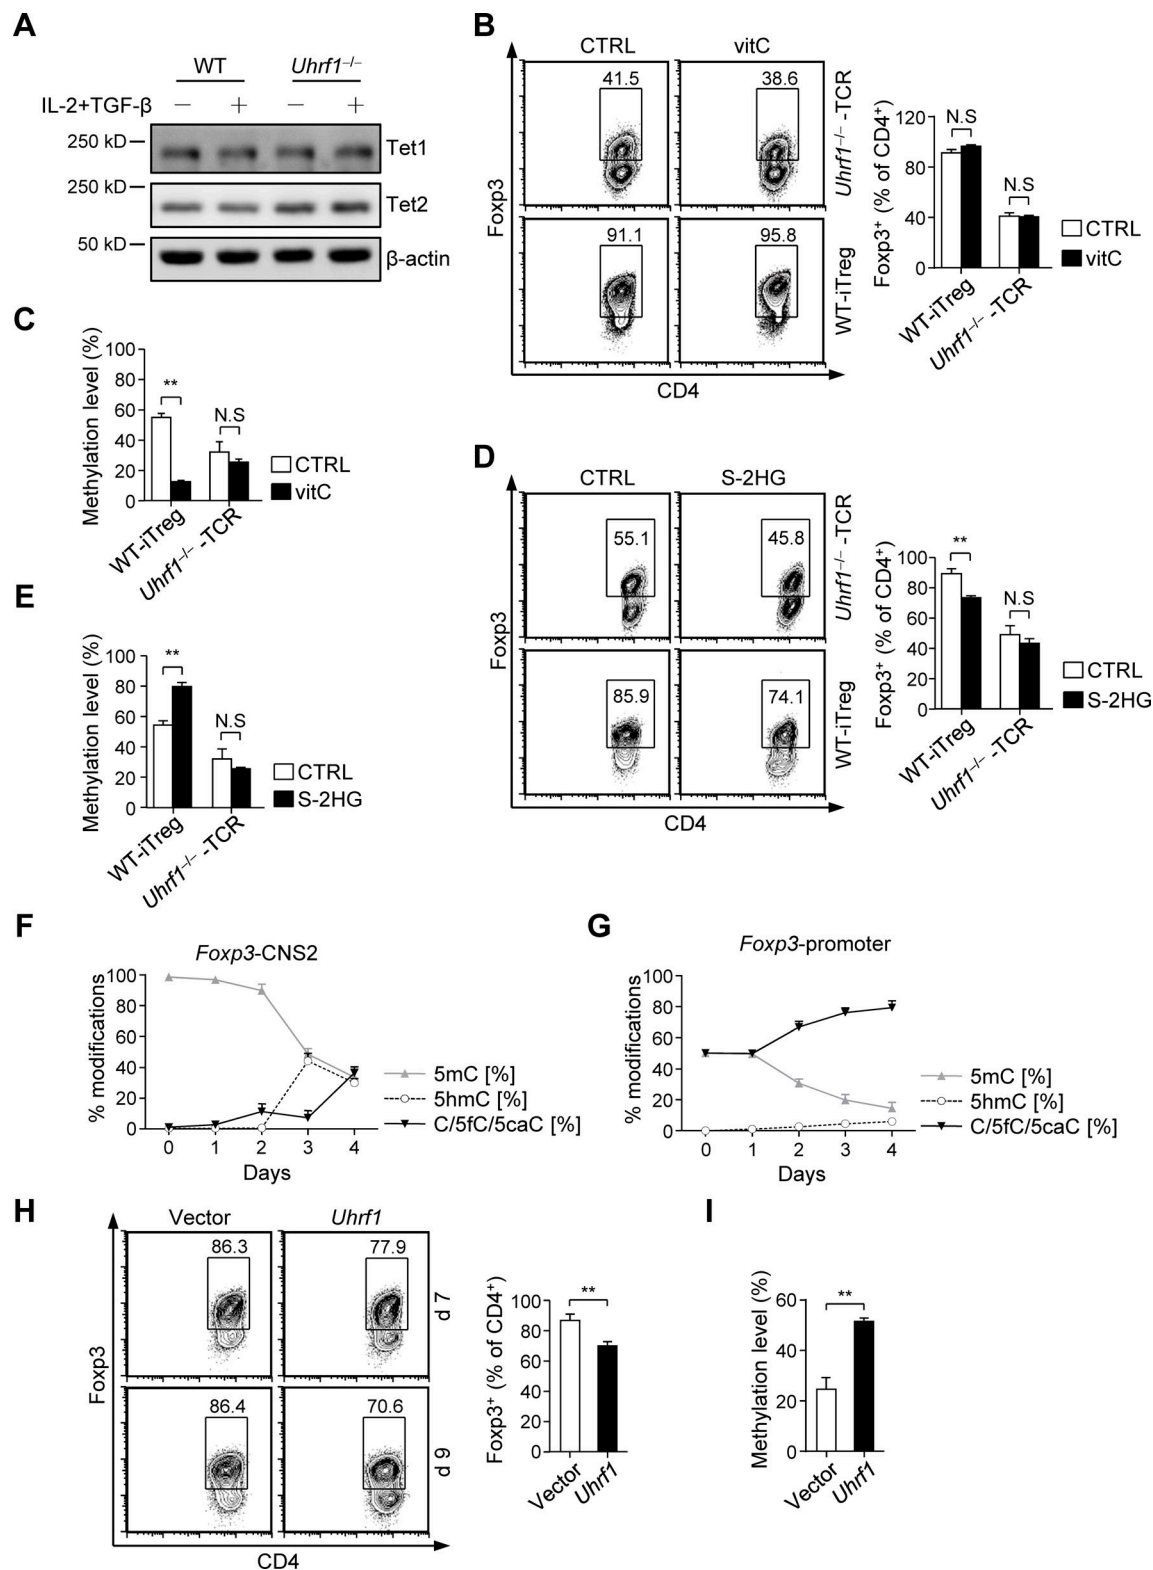 A
WT Uhrf1–/–
IL-2+TGF-β – + – +
250 kD
Tet1
250 kD
Tet2
50 kD
β-actin
B
CTRL vitC
41.5 38.6
Uhrf1–/– -TCR
91.1 95.8
WT-iTreg
Foxp3
CD4
Foxp3+ (% of CD4+)
120
80
40
0
N.S
N.S
CTRL
vitC
WT-iTreg
Uhrf1–/– -TCR
C
Methylation level (%)
100
80
60
40
20
0
**
N.S
CTRL
vitC
WT-iTreg
Uhrf1–/– -TCR
D
CTRL S-2HG
55.1 45.8
Uhrf1–/– -TCR
85.9 74.1
WT-iTreg
Foxp3
CD4
Foxp3+ (% of CD4+)
100
80
60
40
20
0
**
N.S
CTRL
S-2HG
WT-iTreg
Uhrf1–/– -TCR
E
Methylation level (%)
100
80
60
40
20
0
**
N.S
CTRL
S-2HG
WT-iTreg
Uhrf1–/– -TCR
F
Foxp3-CNS2
% modifications
100
80
60
40
20
0
0 1 2 3 4
Days
5mC [%]
5hmC [%]
C/5fC/5caC [%]
G
Foxp3-promoter
% modifications
100
80
60
40
20
0
0 1 2 3 4
Days
5mC [%]
5hmC [%]
C/5fC/5caC [%]
H
Vector Uhrf1
86.3 77.9
d 7
86.4 70.6
d 9
Foxp3
CD4
Foxp3+ (% of CD4+)
100
80
60
40
20
0
**
Vector
Uhrf1
I
Methylation level (%)
60
40
20
0
**
Vector
Uhrf1